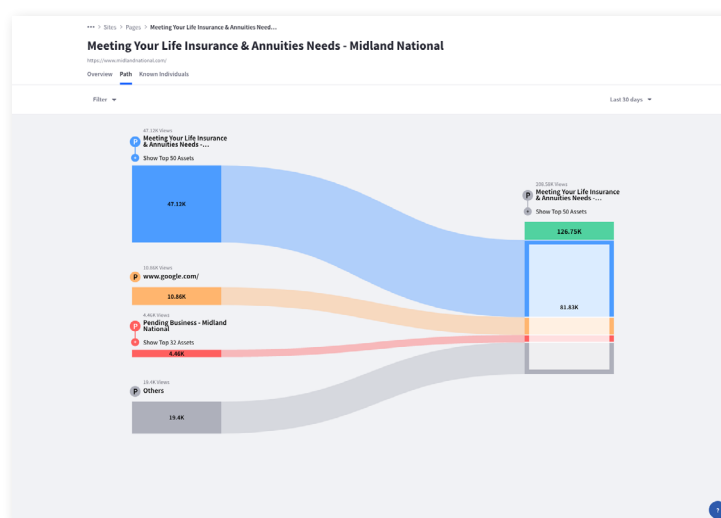 ••• > Sites > Pages > Meeting Your Life Insurance & Annuities Need...
Meeting Your Life Insurance & Annuities Needs - Midland National
https://www.midlandnational.com/
Overview Path Known Individuals
Filter
Last 30 days
47.12K Views
P
Meeting Your Life Insurance
& Annuities Needs -...
Show Top 50 Assets
47.12K
10.86K Views
P
www.google.com/
10.86K
4.46K Views
P
Pending Business - Midland
National
Show Top 32 Assets
4.46K
19.4K Views
P
Others
19.4K
208.58K Views
P
Meeting Your Life Insurance
& Annuities Needs -...
Show Top 50 Assets
126.75K
81.83K
?